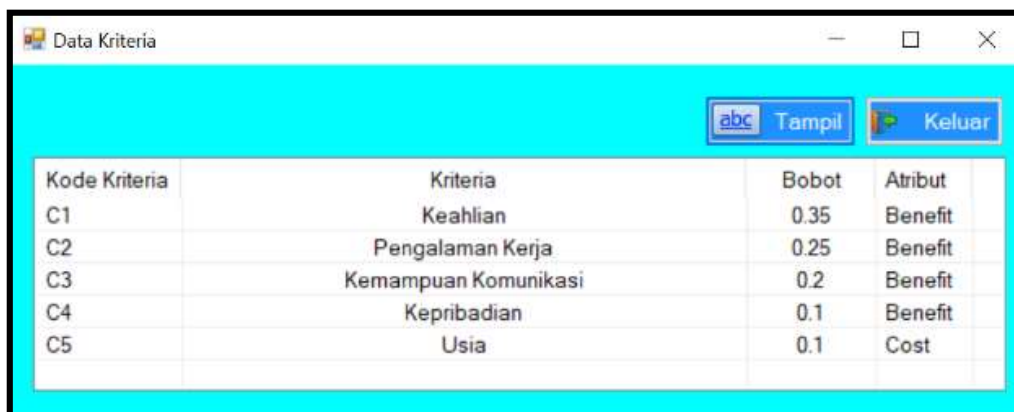 Data Kriteria
abc Tampil Keluar
Kode Kriteria Kriteria Bobot Atribut
C1 Keahlian 0.35 Benefit
C2 Pengalaman Kerja 0.25 Benefit
C3 Kemampuan Komunikasi 0.2 Benefit
C4 Kepribadian 0.1 Benefit
C5 Usia 0.1 Cost